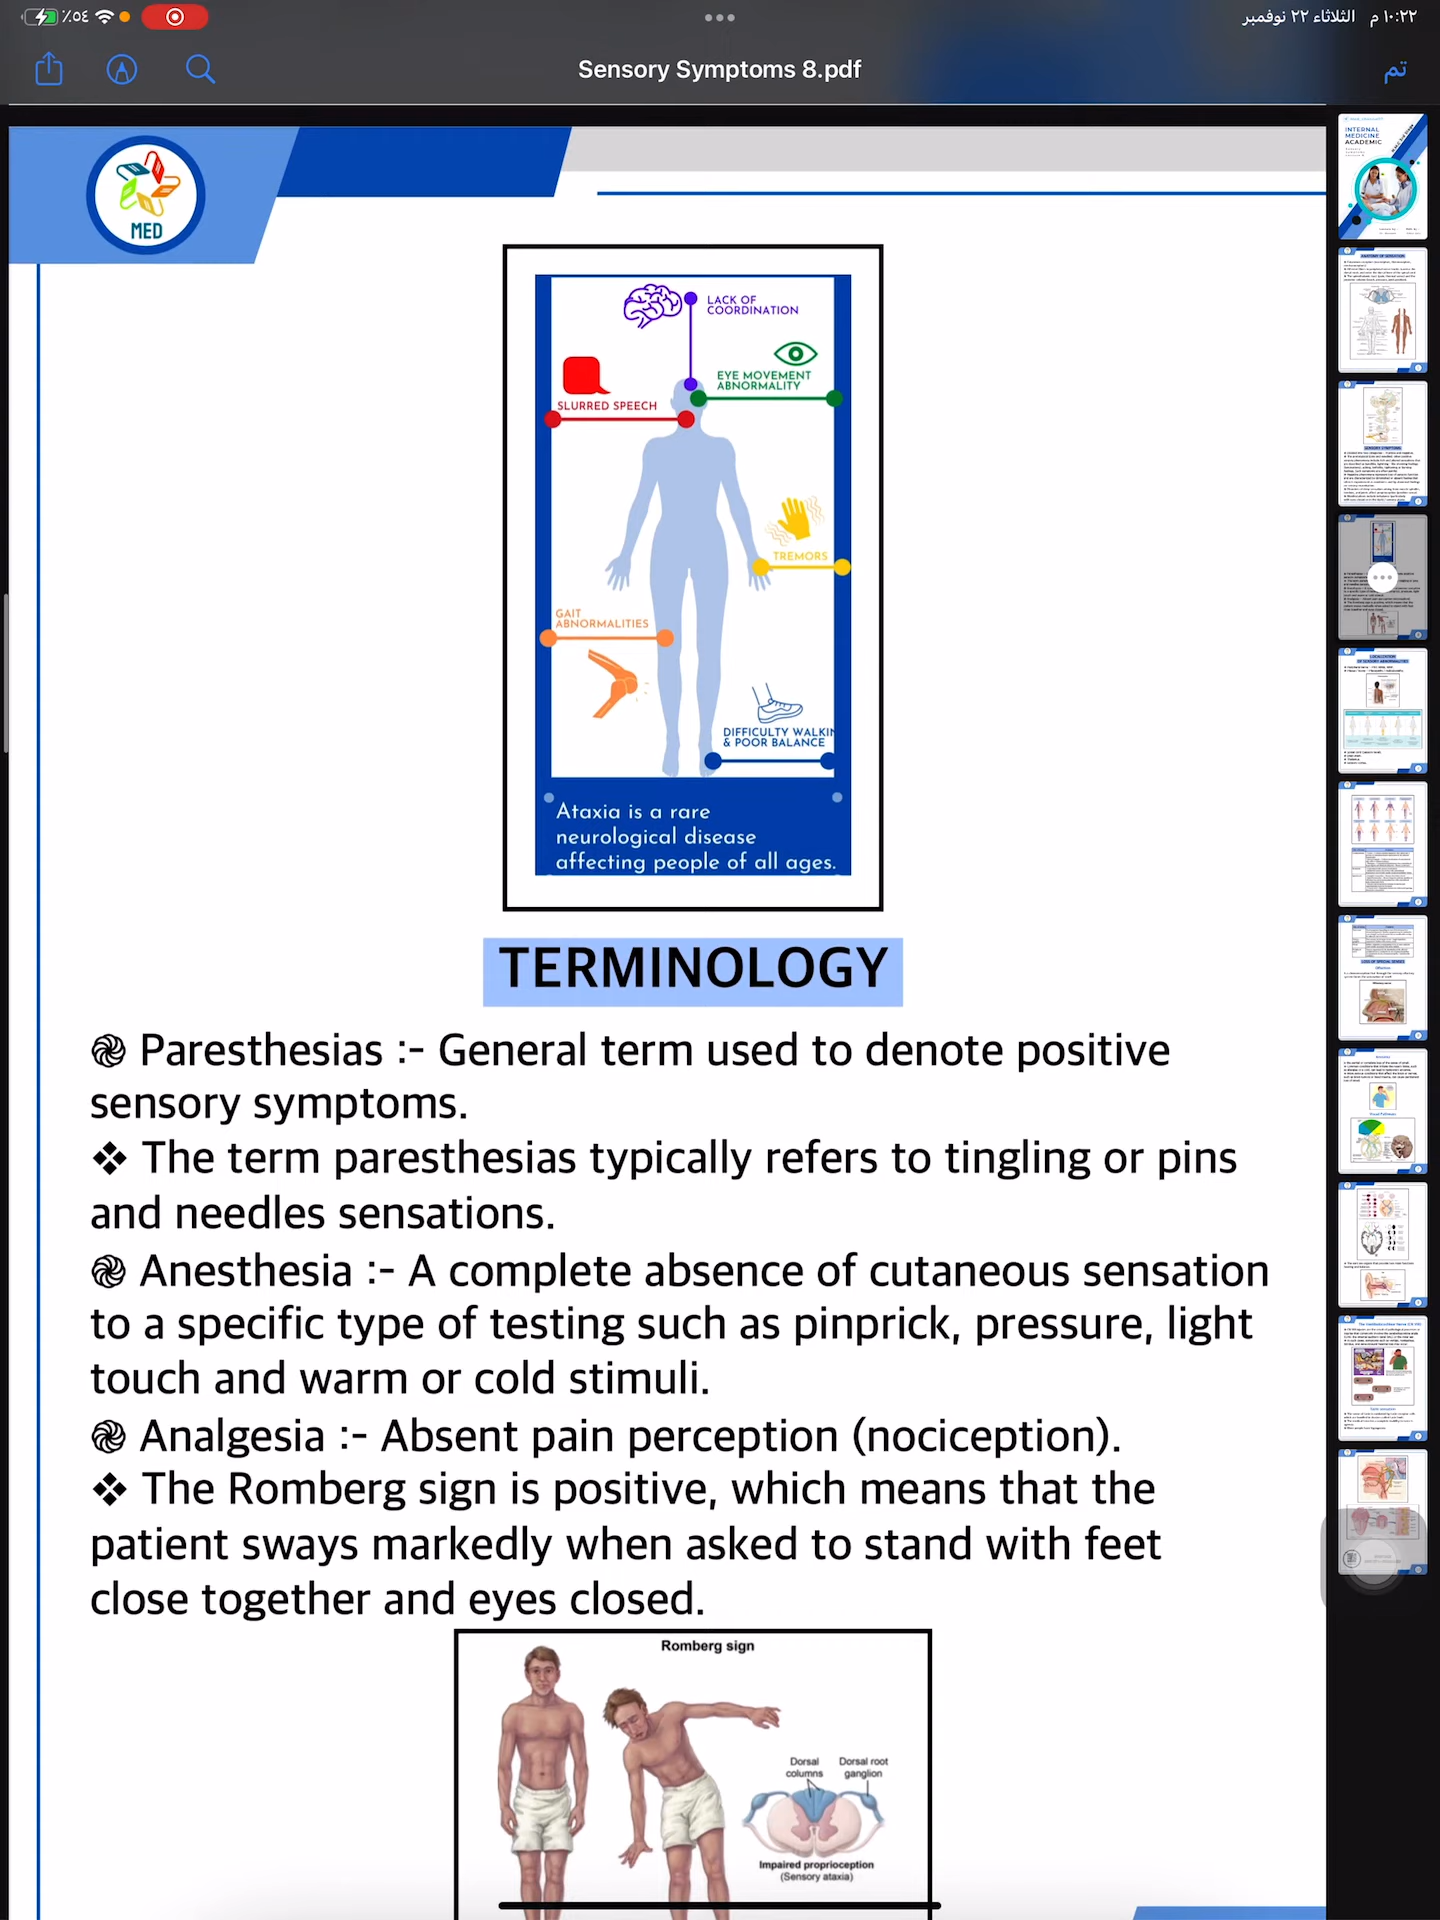 ٪٥٤
١٠:٢٢ م الثلاثاء ٢٢ نوفمبر
Sensory Symptoms 8.pdf
تم
MED
LACK OF
COORDINATION
EYE MOVEMENT
ABNORMALITY
SLURRED SPEECH
TREMORS
GAIT
ABNORMALITIES
DIFFICULTY WALKIN
& POOR BALANCE
Ataxia is a rare
neurological disease
affecting people of all ages.
TERMINOLOGY
Paresthesias :- General term used to denote positive
sensory symptoms.
❖ The term paresthesias typically refers to tingling or pins
and needles sensations.
Anesthesia :- A complete absence of cutaneous sensation
to a specific type of testing such as pinprick, pressure, light
touch and warm or cold stimuli.
Analgesia :- Absent pain perception (nociception).
❖ The Romberg sign is positive, which means that the
patient sways markedly when asked to stand with feet
close together and eyes closed.
Romberg sign
Dorsal
columns
Dorsal root
ganglion
Impaired proprioception
(Sensory ataxia)
INTERNAL
MEDICINE
ACADEMIC